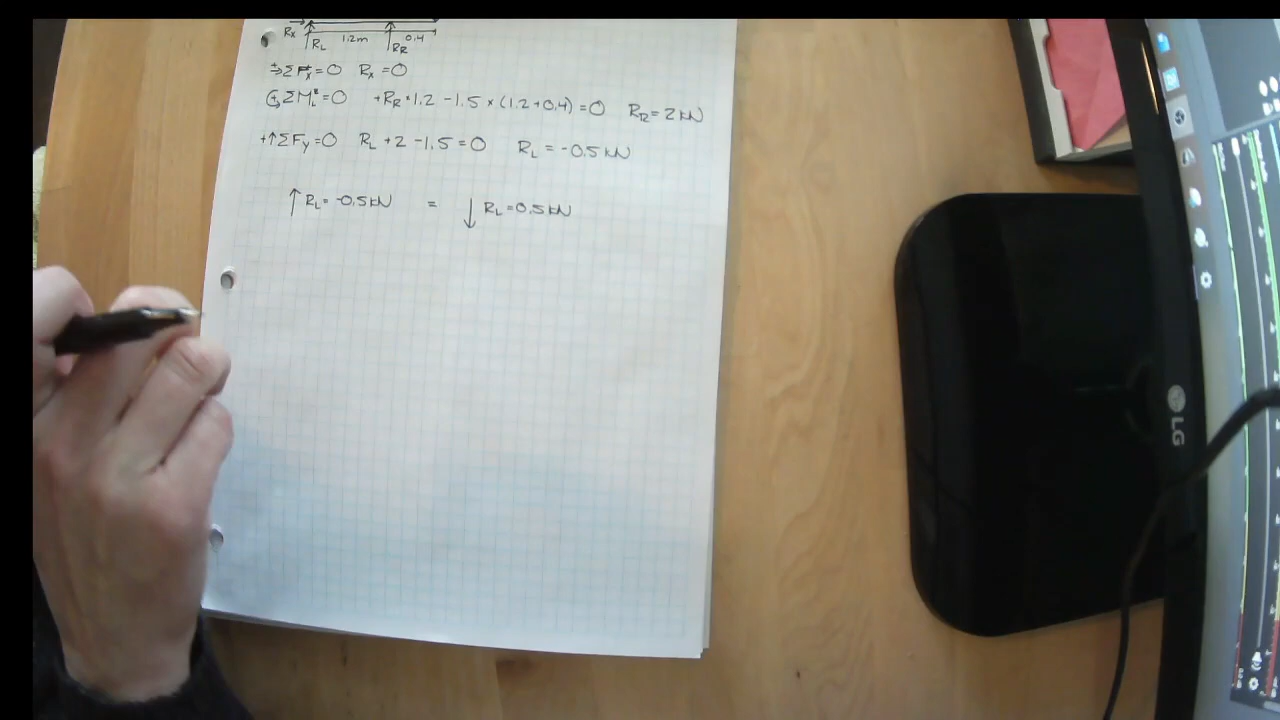 Rx RL 1.2m RR 0.4
→+ ΣFx=0 Rx=0
↺+ ΣML=0 +RR·1.2 -1.5×(1.2+0.4)=0 RR=2kN
+↑ΣFy=0 RL+2-1.5=0 RL=-0.5kN
↑RL=-0.5kN = ↓RL=0.5kN
LG